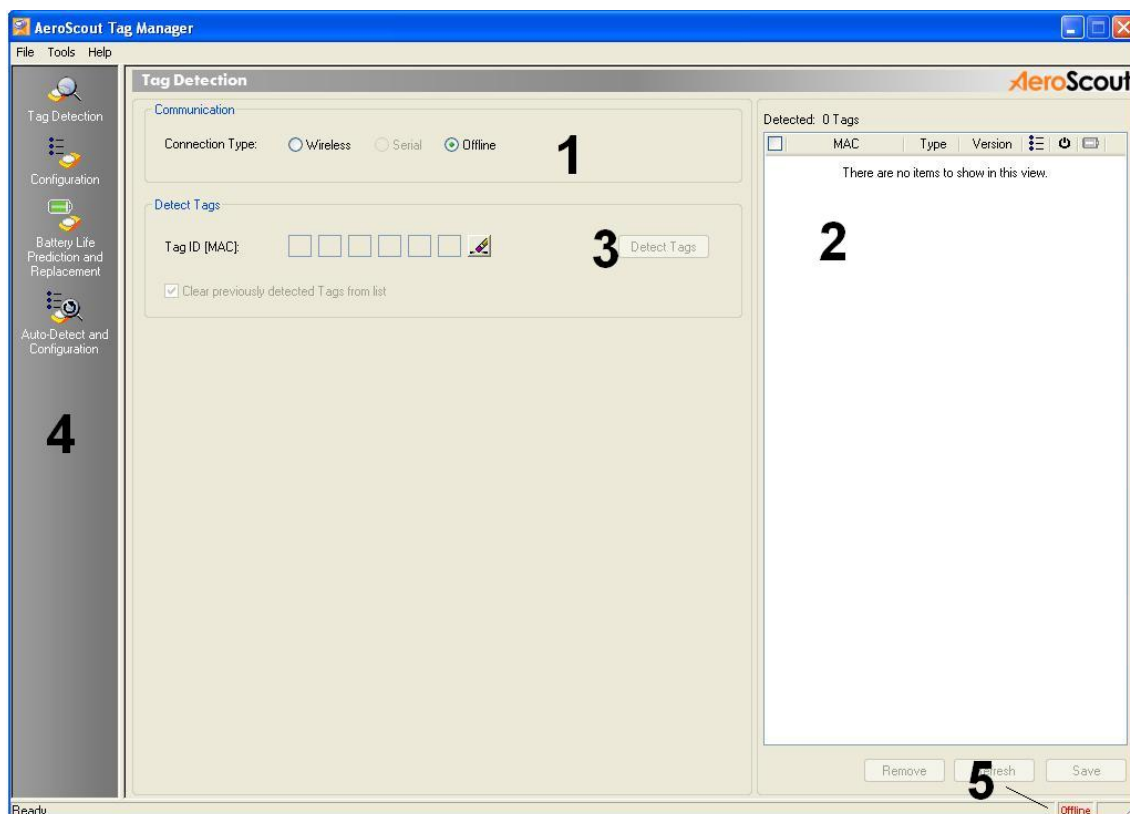 AeroScout Tag Manager
File Tools Help
Tag Detection
Configuration
Battery Life
Prediction and
Replacement
Auto-Detect and
Configuration
4
Tag Detection
AeroScout
Communication
Connection Type: Wireless Serial Offline
1
Detect Tags
Tag ID [MAC]:
3
Detect Tags
Clear previously detected Tags from list
Detected: 0 Tags
MAC Type Version
There are no items to show in this view.
2
Remove Refresh Save
5
Ready
Offline